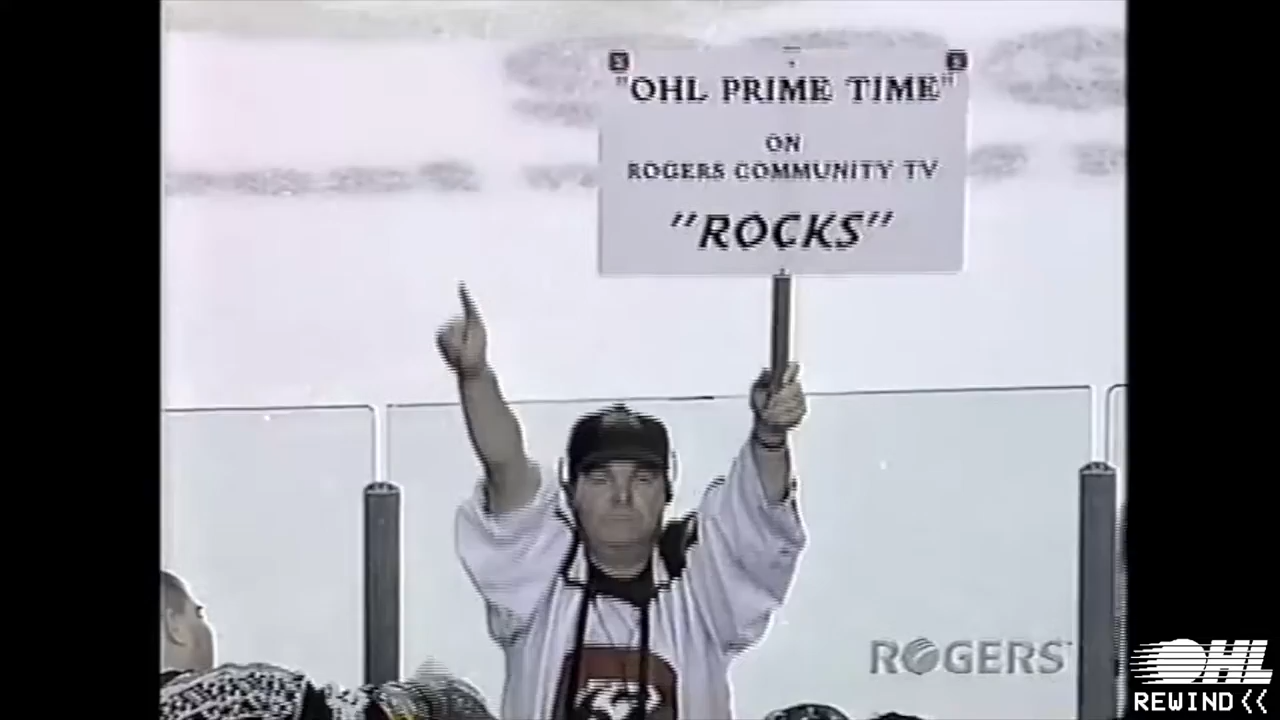 "OHL PRIME TIME"
ON
ROGERS COMMUNITY TV
"ROCKS"
ROGERS
OHL
REWIND <<